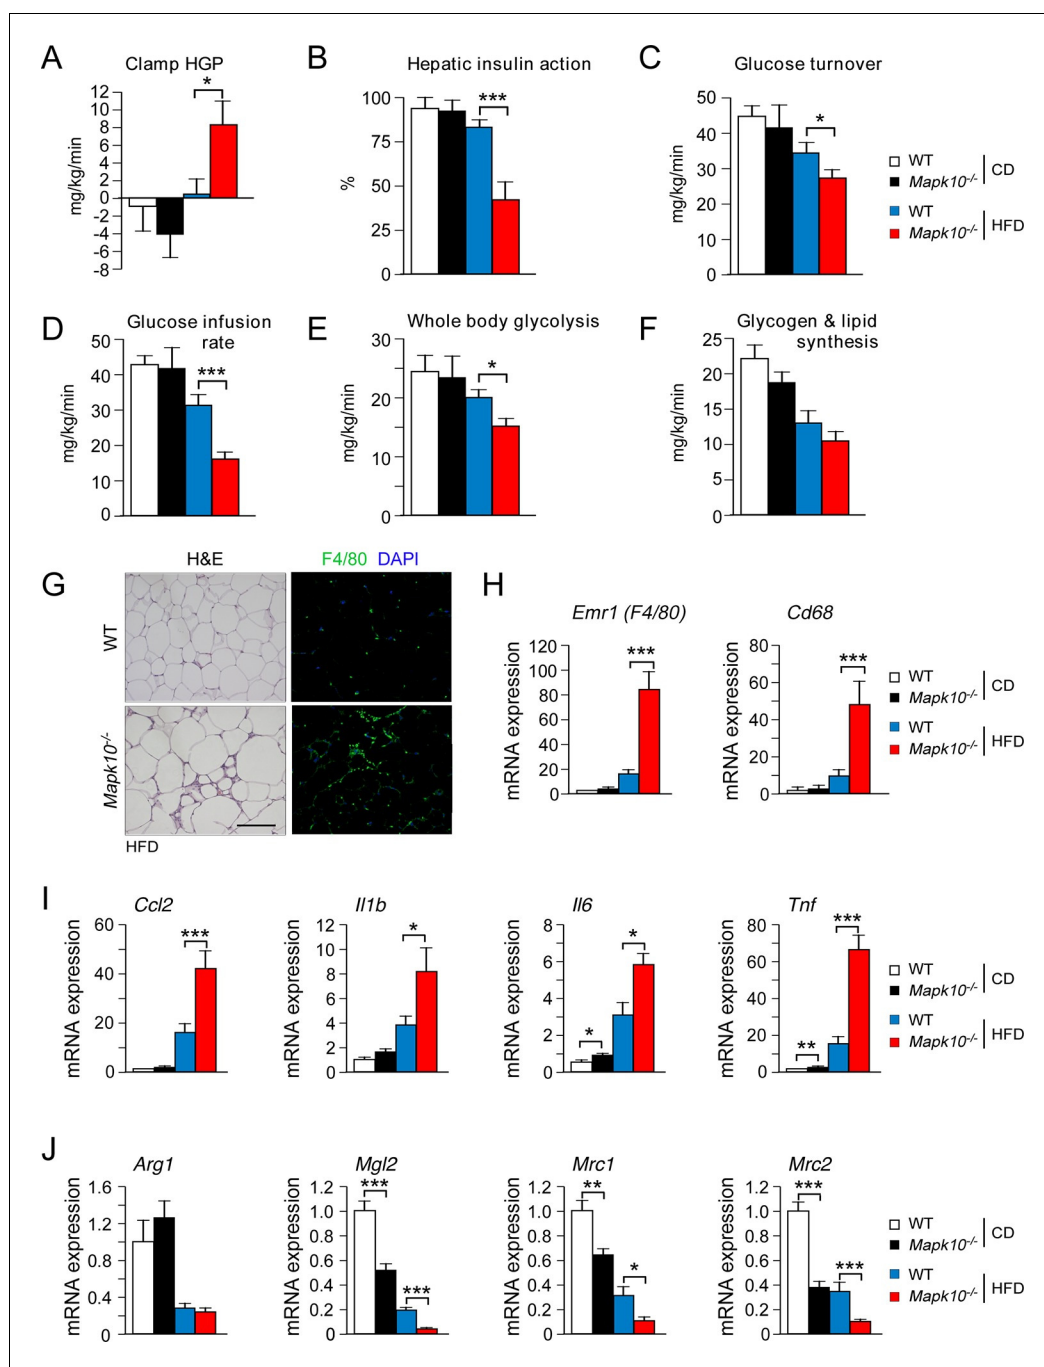 A
Clamp HGP
*
12
10
8
6
4
2
0
-2
-4
-6
-8
mg/kg/min
B
Hepatic insulin action
***
100
75
50
25
0
%
C
Glucose turnover
*
50
40
30
20
10
0
mg/kg/min
WT
Mapk10-/-
CD
WT
Mapk10-/-
HFD
D
Glucose infusion
rate
***
50
40
30
20
10
0
mg/kg/min
E
Whole body glycolysis
*
30
20
10
0
mg/kg/min
F
Glycogen & lipid
synthesis
25
20
15
10
5
0
mg/kg/min
G
H&E
F4/80 DAPI
WT
Mapk10-/-
HFD
H
Emr1 (F4/80)
***
120
100
80
60
40
20
0
mRNA expression
Cd68
***
80
60
40
20
0
mRNA expression
WT
Mapk10-/-
CD
WT
Mapk10-/-
HFD
I
Ccl2
***
60
40
20
0
mRNA expression
Il1b
*
12
10
8
6
4
2
0
mRNA expression
Il6
*
*
8
6
4
2
0
mRNA expression
Tnf
***
**
80
60
40
20
0
mRNA expression
WT
Mapk10-/-
CD
WT
Mapk10-/-
HFD
J
Arg1
1.6
1.2
0.8
0.4
0
mRNA expression
Mgl2
***
***
1.2
1.0
0.8
0.6
0.4
0.2
0
mRNA expression
Mrc1
**
*
1.2
1.0
0.8
0.6
0.4
0.2
0
mRNA expression
Mrc2
***
***
1.2
1.0
0.8
0.6
0.4
0.2
0
mRNA expression
WT
Mapk10-/-
CD
WT
Mapk10-/-
HFD